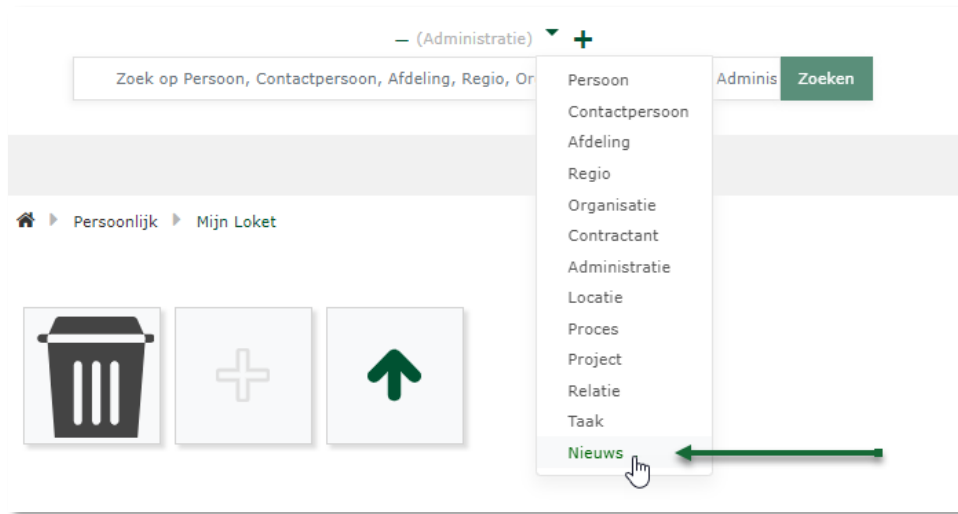 – (Administratie)
Zoek op Persoon, Contactpersoon, Afdeling, Regio, Or
Adminis
Zoeken
Persoon
Contactpersoon
Afdeling
Regio
Organisatie
Contractant
Administratie
Locatie
Proces
Project
Relatie
Taak
Nieuws
Persoonlijk
Mijn Loket